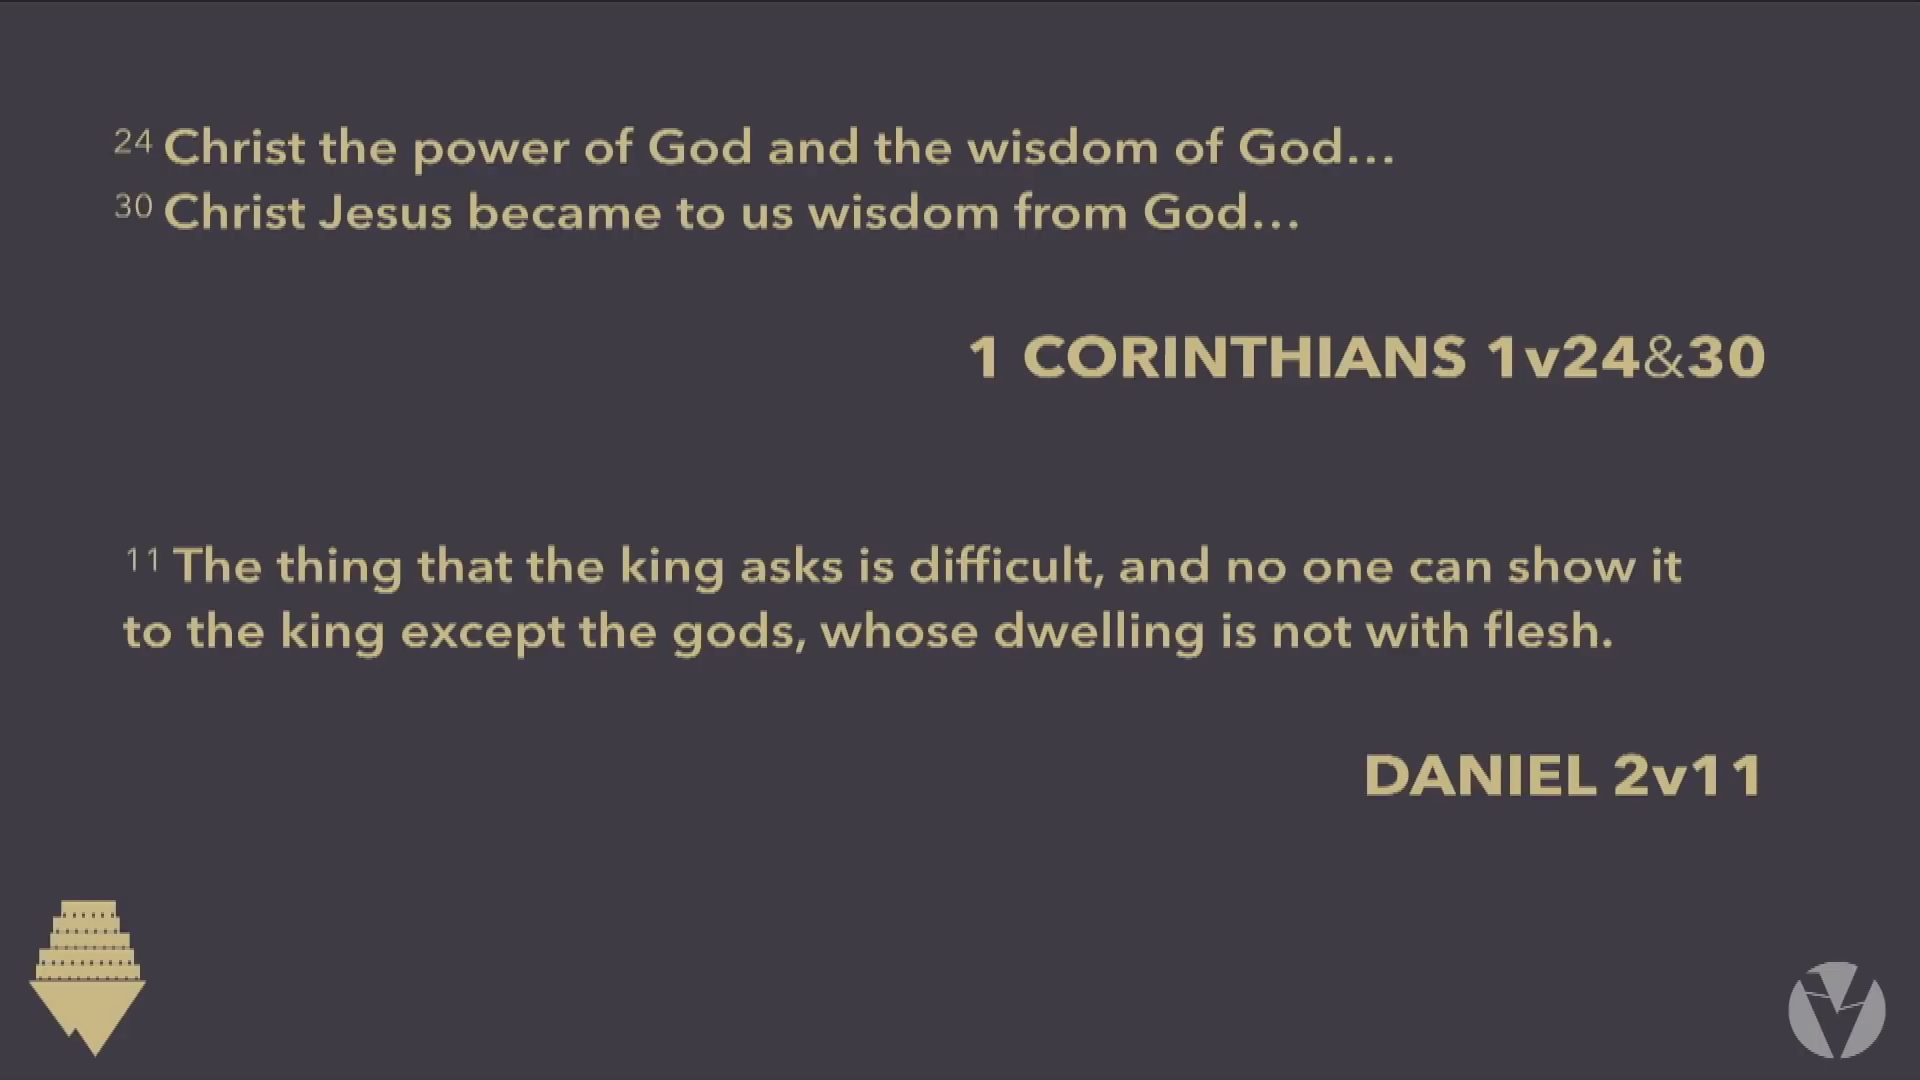 24 Christ the power of God and the wisdom of God...
30 Christ Jesus became to us wisdom from God...
1 CORINTHIANS 1v24&30
11 The thing that the king asks is difficult, and no one can show it
to the king except the gods, whose dwelling is not with flesh.
DANIEL 2v11